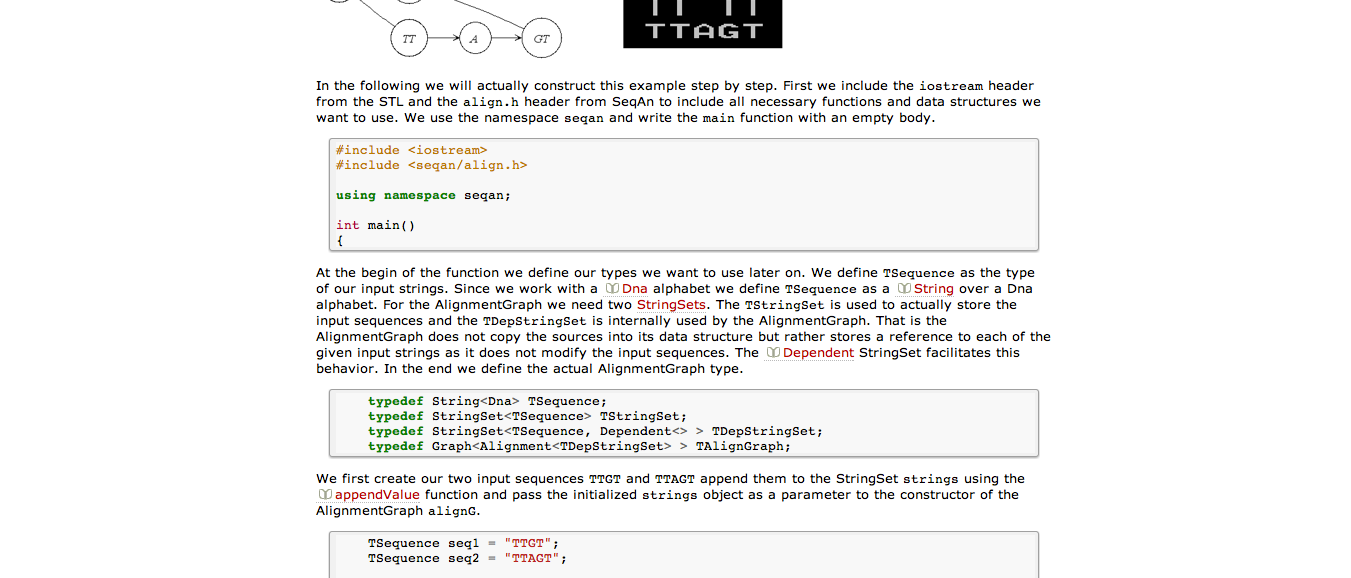 TT A GT
TTAGT
In the following we will actually construct this example step by step. First we include the iostream header
from the STL and the align.h header from SeqAn to include all necessary functions and data structures we
want to use. We use the namespace seqan and write the main function with an empty body.
#include <iostream>
#include <seqan/align.h>
using namespace seqan;
int main()
{
At the begin of the function we define our types we want to use later on. We define TSequence as the type
of our input strings. Since we work with a Dna alphabet we define TSequence as a String over a Dna
alphabet. For the AlignmentGraph we need two StringSets. The TStringSet is used to actually store the
input sequences and the TDepStringSet is internally used by the AlignmentGraph. That is the
AlignmentGraph does not copy the sources into its data structure but rather stores a reference to each of the
given input strings as it does not modify the input sequences. The Dependent StringSet facilitates this
behavior. In the end we define the actual AlignmentGraph type.
typedef String<Dna> TSequence;
typedef StringSet<TSequence> TStringSet;
typedef StringSet<TSequence, Dependent<> > TDepStringSet;
typedef Graph<Alignment<TDepStringSet> > TAlignGraph;
We first create our two input sequences TTGT and TTAGT append them to the StringSet strings using the
appendValue function and pass the initialized strings object as a parameter to the constructor of the
AlignmentGraph alignG.
TSequence seq1 = "TTGT";
TSequence seq2 = "TTAGT";